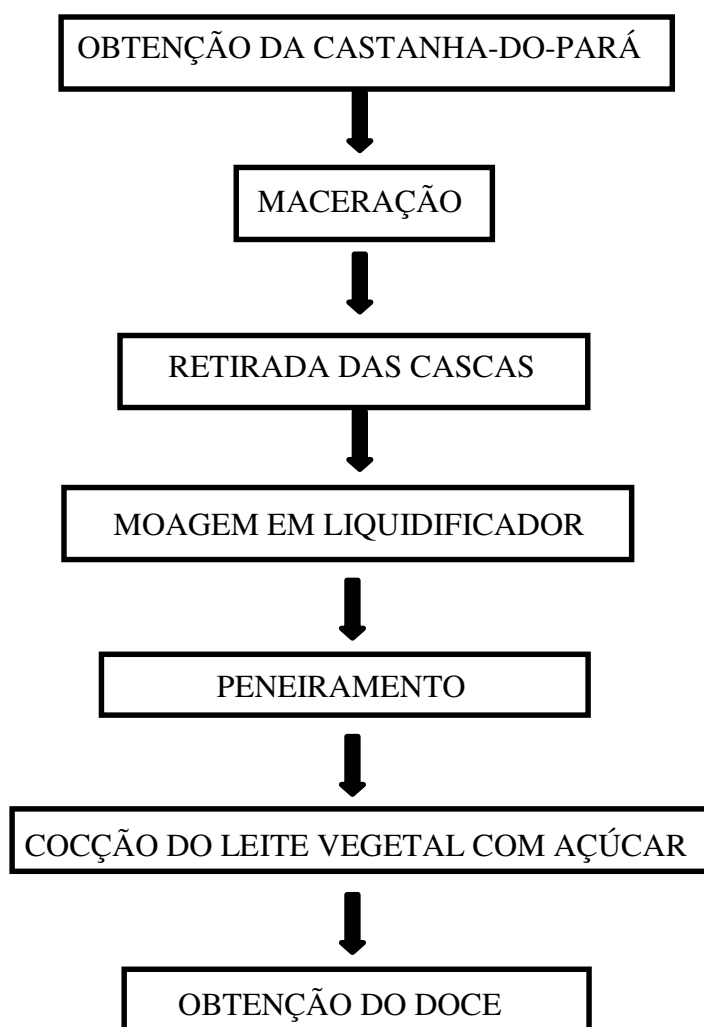 OBTENÇÃO DA CASTANHA-DO-PARÁ
MACERAÇÃO
RETIRADA DAS CASCAS
MOAGEM EM LIQUIDIFICADOR
PENEIRAMENTO
COCÇÃO DO LEITE VEGETAL COM AÇÚCAR
OBTENÇÃO DO DOCE